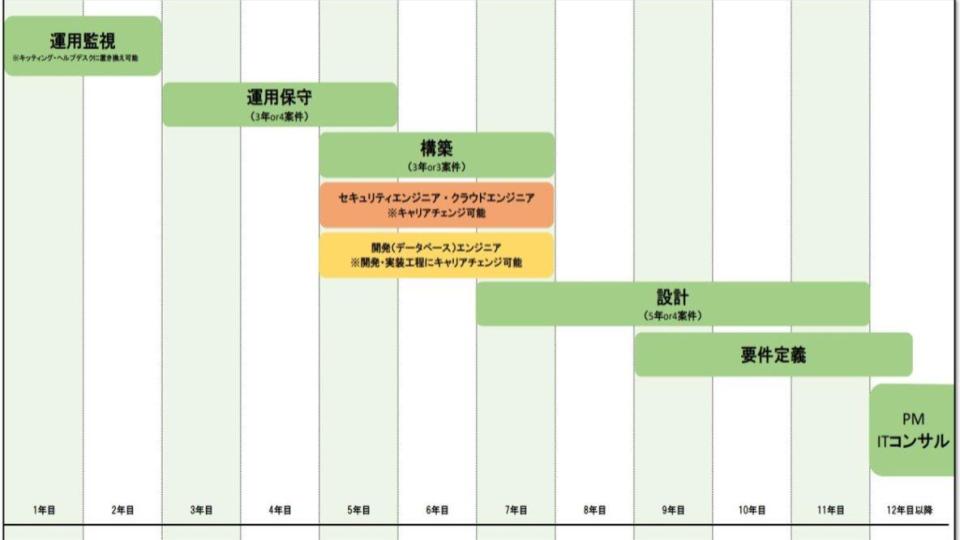 運用監視
※キッティング・ヘルプデスクに置き換え可能
運用保守
（3年or4案件）
構築
（3年or3案件）
セキュリティエンジニア・クラウドエンジニア
※キャリアチェンジ可能
開発（データベース）エンジニア
※開発・実装工程にキャリアチェンジ可能
設計
（5年or4案件）
要件定義
PM
ITコンサル
1年目 2年目 3年目 4年目 5年目 6年目 7年目 8年目 9年目 10年目 11年目 12年目以降